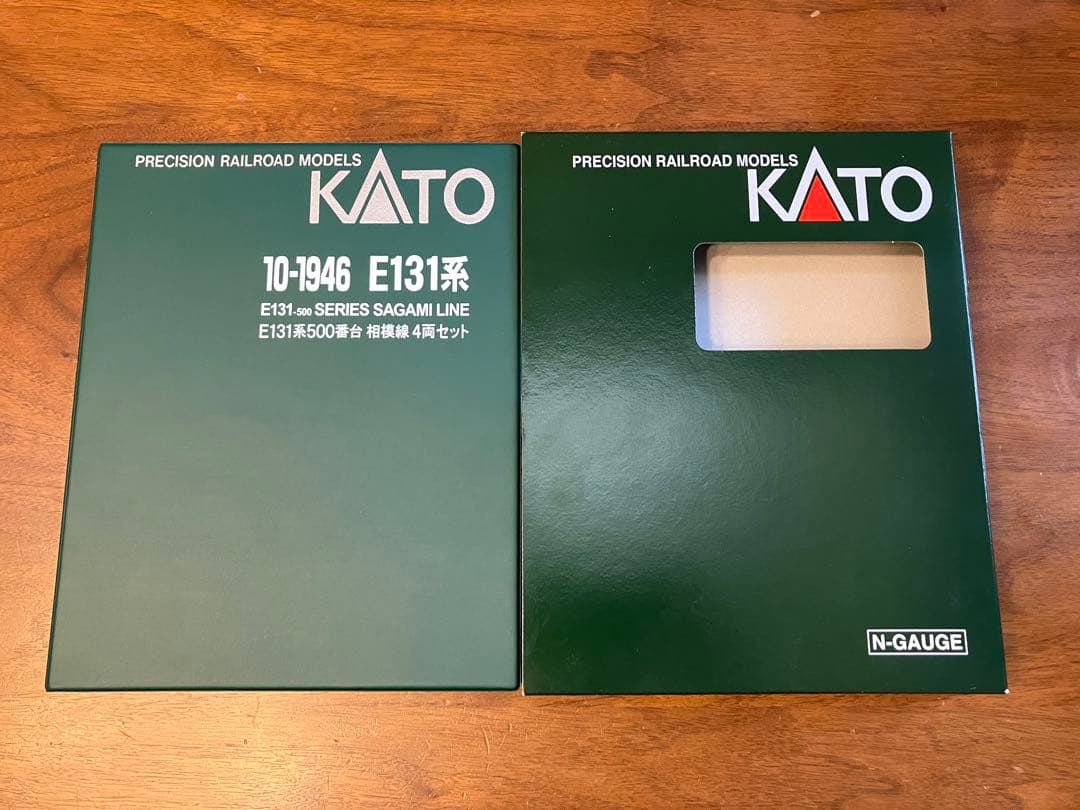 PRECISION RAILROAD MODELS
KATO
10-1946 E131系
E131-500 SERIES SAGAMI LINE
E131系500番台 相模線 4両セット
PRECISION RAILROAD MODELS
KATO
N-GAUGE